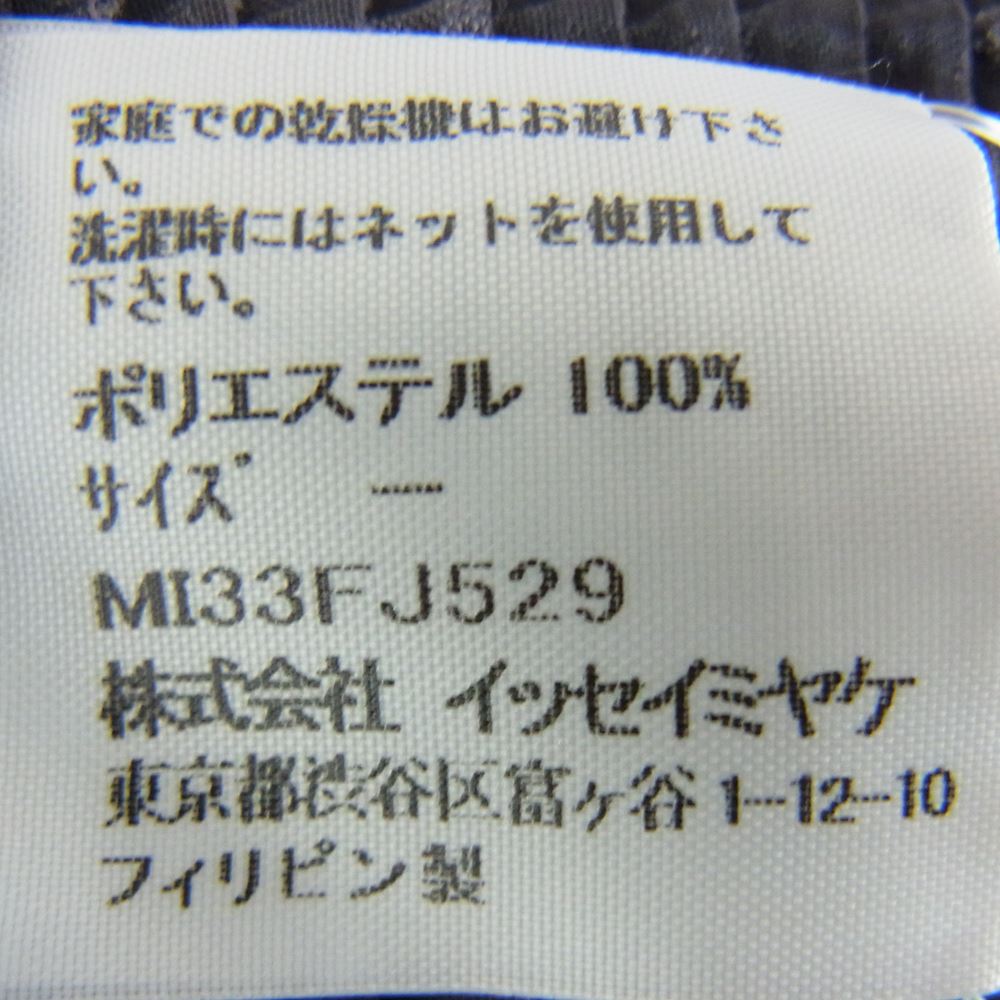 家庭での乾燥機はお避け下さ
い。
洗濯時にはネットを使用して
下さい。
ポリエステル 100%
サイズ ----
MI33FJ529
株式会社 イッセイミヤケ
東京都渋谷区富ヶ谷1-12-10
フィリピン製